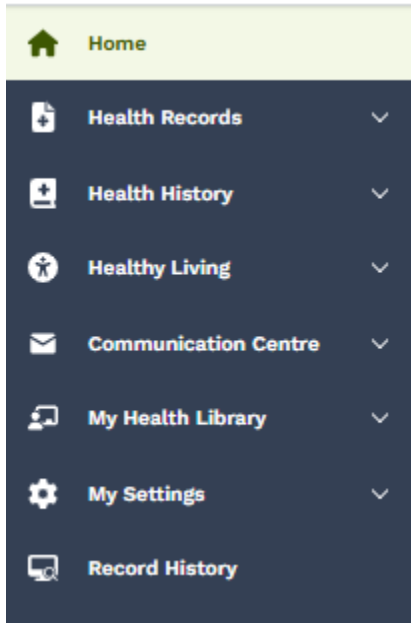 Home
Health Records
Health History
Healthy Living
Communication Centre
My Health Library
My Settings
Record History